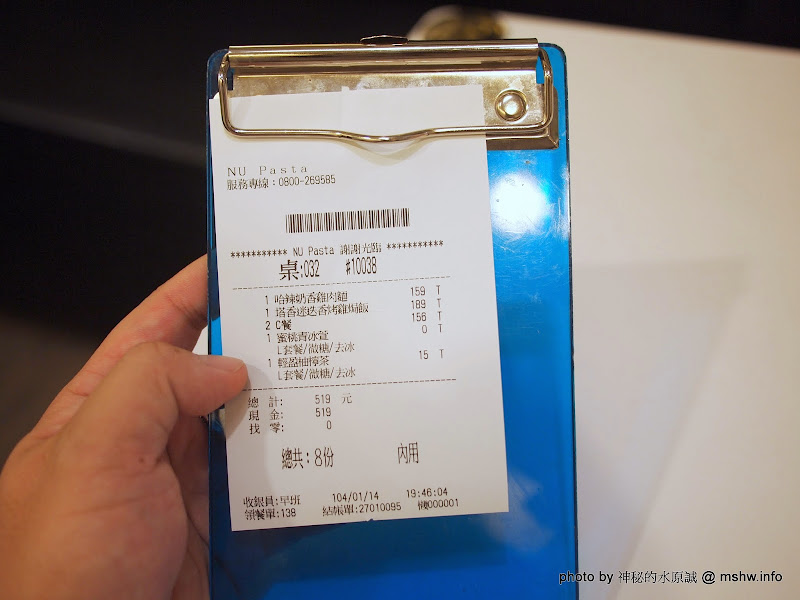 NU Pasta
服務專線:0800-269585
*********** NU Pasta 謝謝光臨 ***********
桌:032 #10038
1 哈辣奶香雞肉麵 159 T
1 塔香迷迭香烤雞焗飯 189 T
2 C餐 156 T
1 蜜桃青冰萱 0 T
L套餐/微糖/去冰
1 輕盈柚檸茶 15 T
L套餐/微糖/去冰
總 計: 519 元
現 金: 519
找 零: 0
總共:8份 內用
收銀員:早班 104/01/14 19:46:04
領餐單:138 結帳單:27010095 機000001
photo by 神秘的水原誠 @ mshw.info